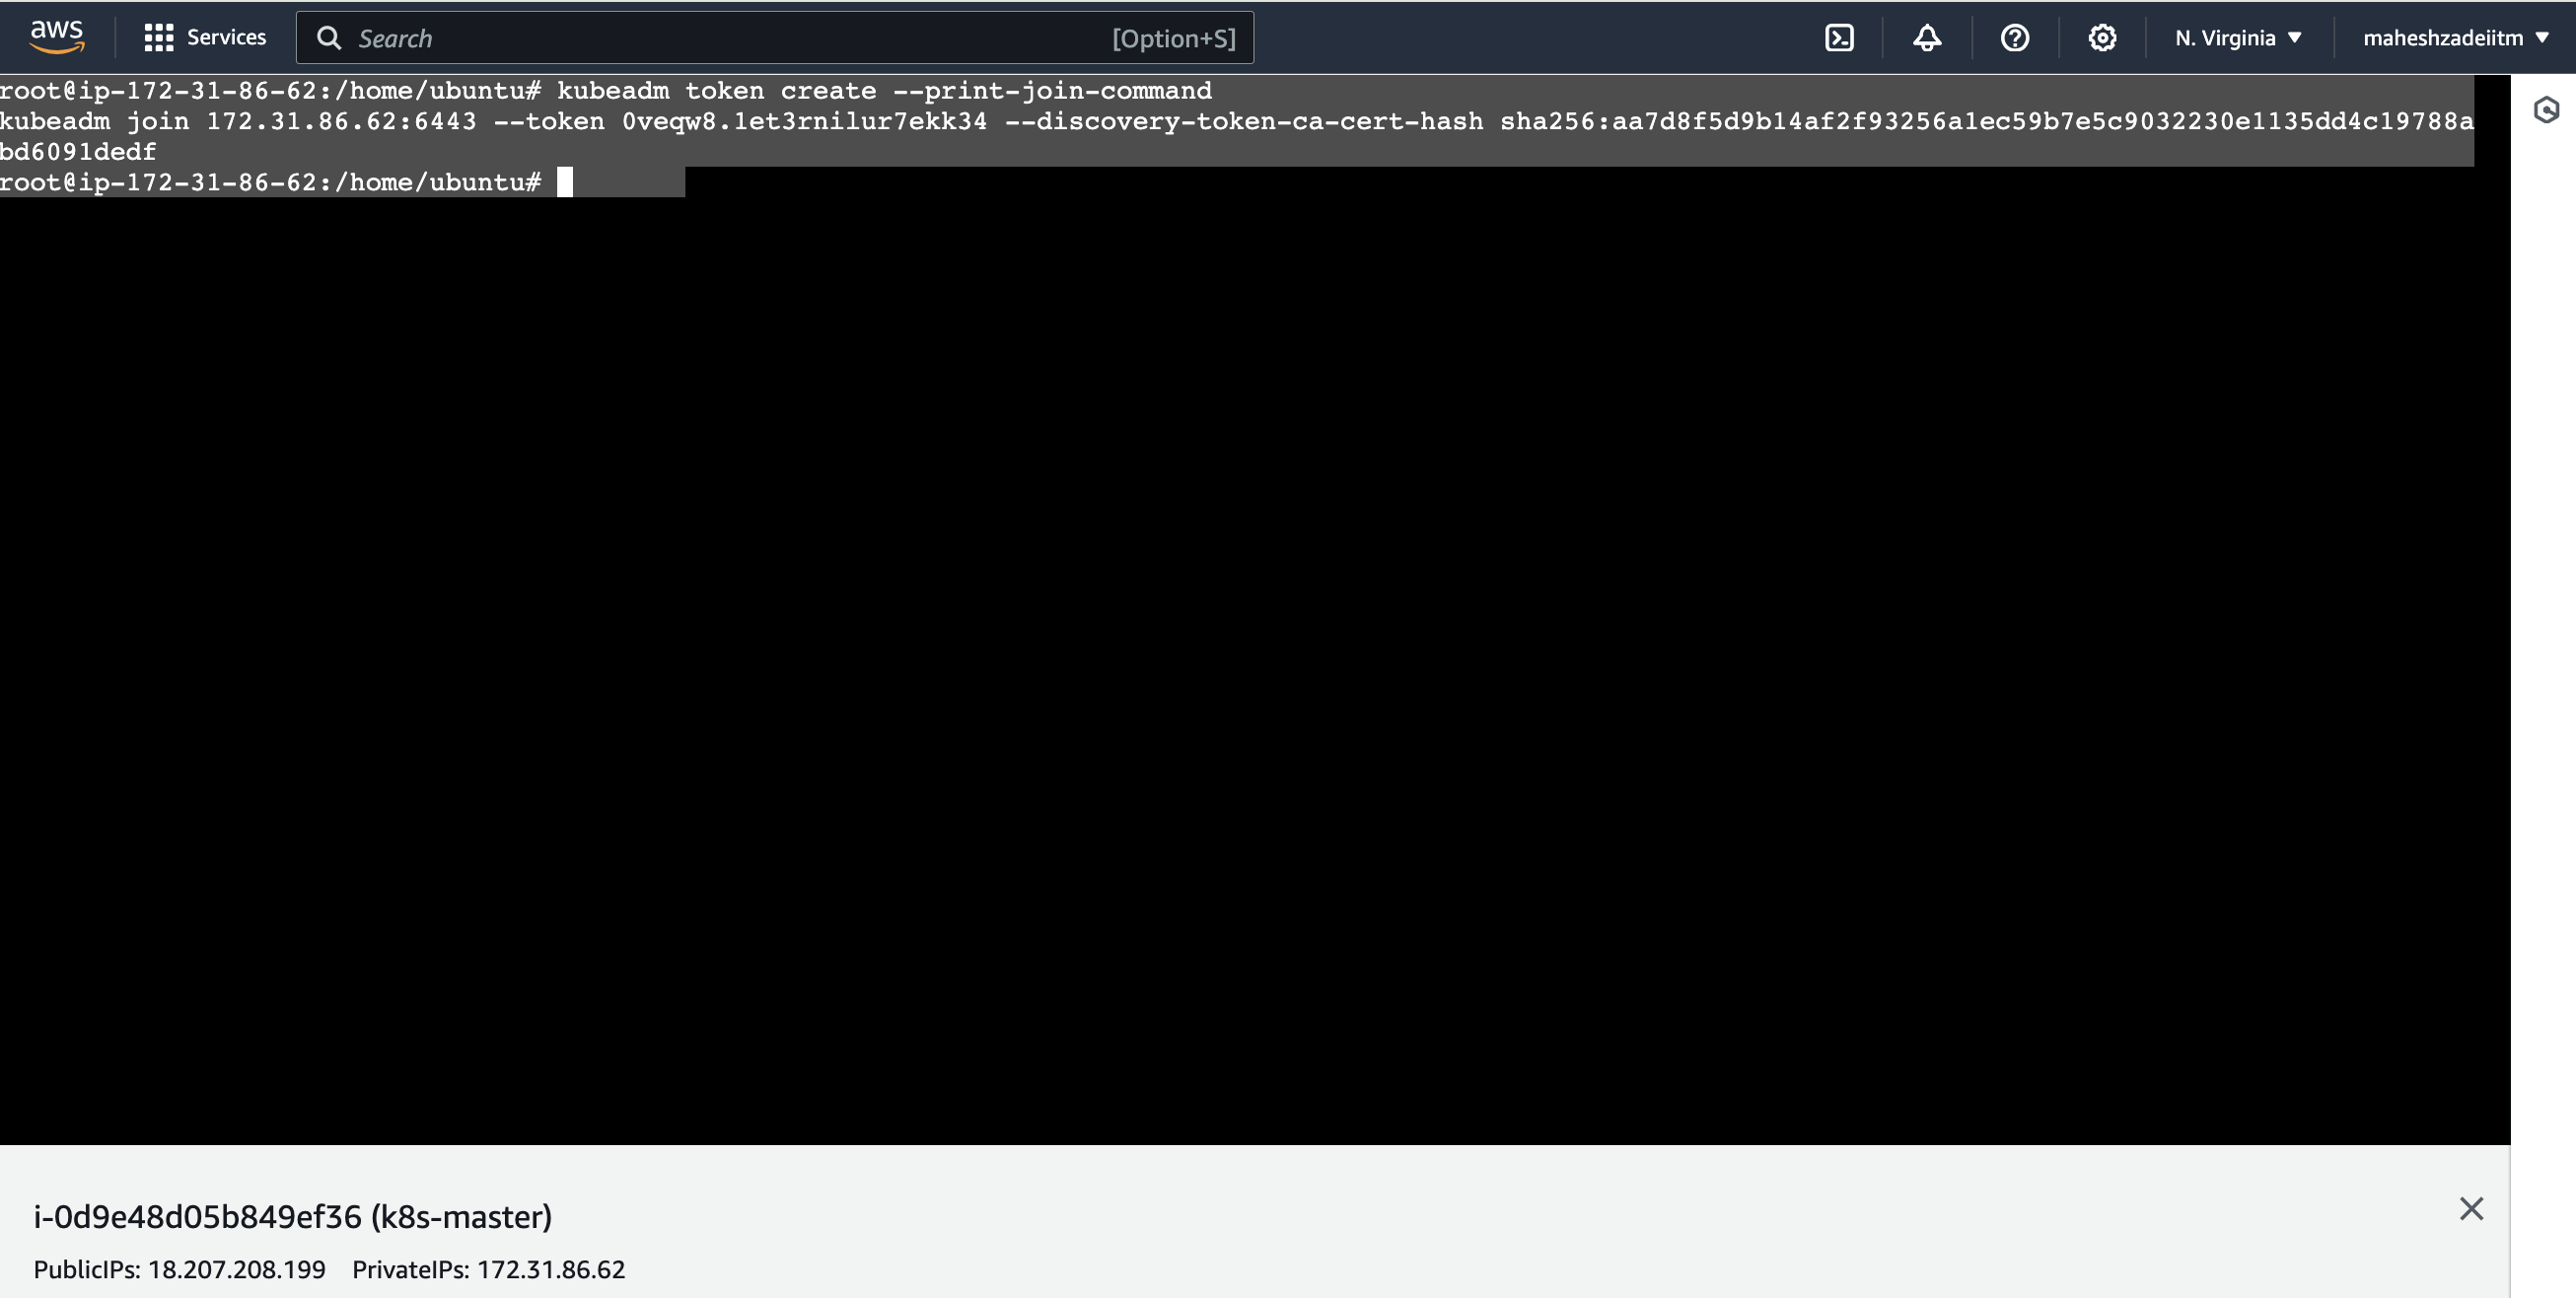 aws
Services
Search
[Option+S]
N. Virginia
maheshzadeiitm
root@ip-172-31-86-62:/home/ubuntu# kubeadm token create --print-join-command
kubeadm join 172.31.86.62:6443 --token 0veqw8.1et3rnilur7ekk34 --discovery-token-ca-cert-hash sha256:aa7d8f5d9b14af2f93256a1ec59b7e5c9032230e1135dd4c19788a
bd6091dedf
root@ip-172-31-86-62:/home/ubuntu#
i-0d9e48d05b849ef36 (k8s-master)
PublicIPs: 18.207.208.199 PrivateIPs: 172.31.86.62